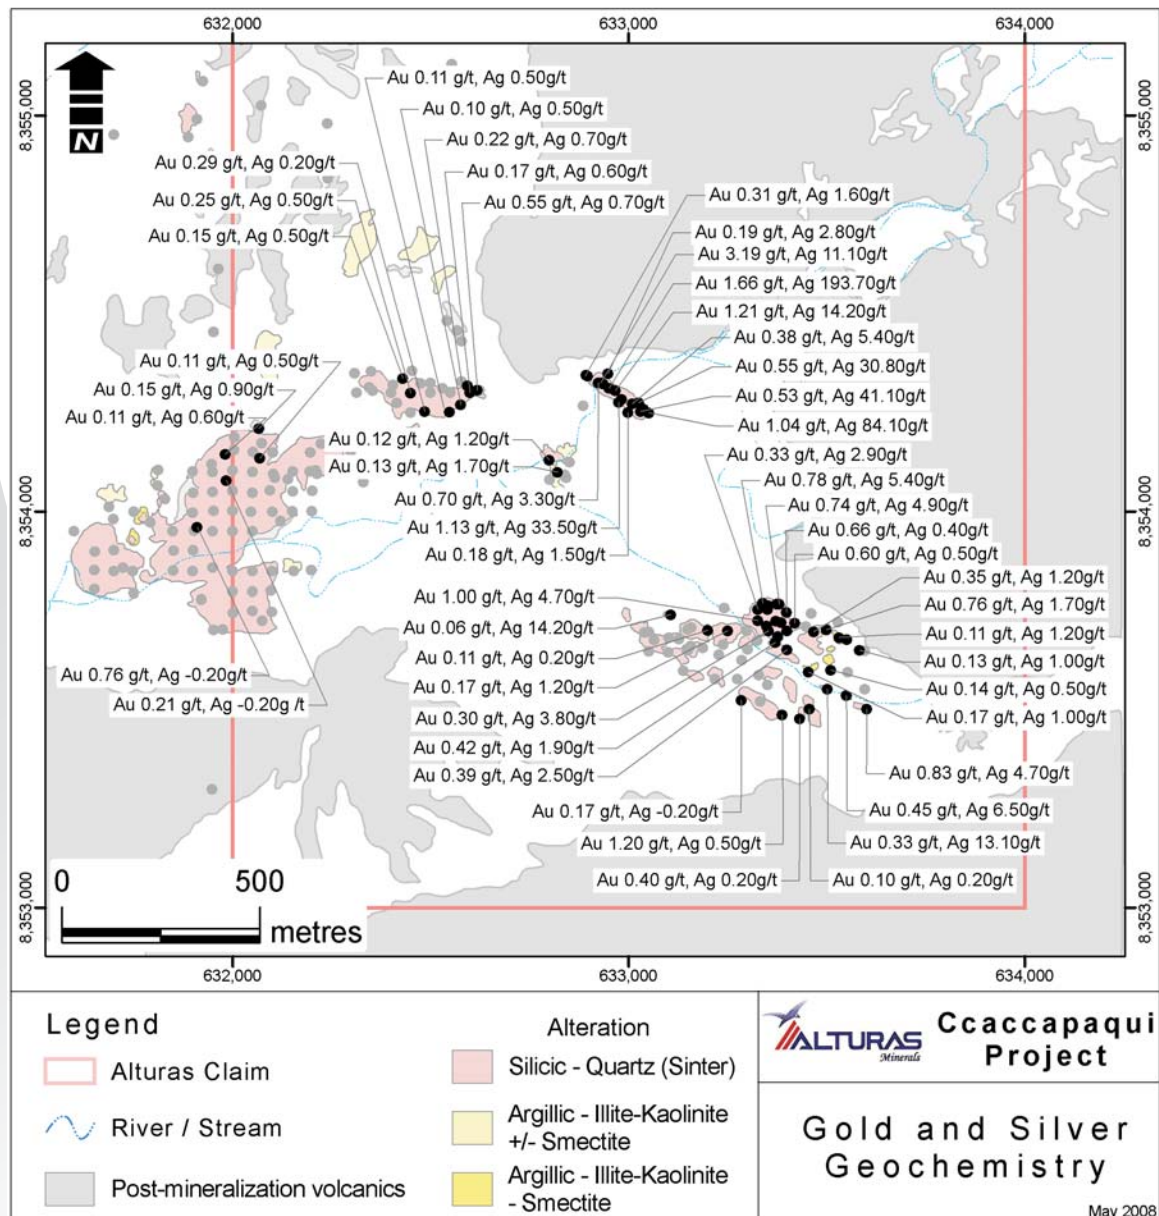 632,000
633,000
634,000
8,355,000
8,355,000
N
Au 0.11 g/t, Ag 0.50g/t
Au 0.10 g/t, Ag 0.50g/t
Au 0.22 g/t, Ag 0.70g/t
Au 0.29 g/t, Ag 0.20g/t
Au 0.17 g/t, Ag 0.60g/t
Au 0.25 g/t, Ag 0.50g/t
Au 0.55 g/t, Ag 0.70g/t
Au 0.15 g/t, Ag 0.50g/t
Au 0.31 g/t, Ag 1.60g/t
Au 0.19 g/t, Ag 2.80g/t
Au 3.19 g/t, Ag 11.10g/t
Au 1.66 g/t, Ag 193.70g/t
Au 1.21 g/t, Ag 14.20g/t
Au 0.38 g/t, Ag 5.40g/t
Au 0.11 g/t, Ag 0.50g/t
Au 0.55 g/t, Ag 30.80g/t
Au 0.15 g/t, Ag 0.90g/t
Au 0.53 g/t, Ag 41.10g/t
Au 0.11 g/t, Ag 0.60g/t
Au 1.04 g/t, Ag 84.10g/t
Au 0.12 g/t, Ag 1.20g/t
Au 0.33 g/t, Ag 2.90g/t
Au 0.13 g/t, Ag 1.70g/t
Au 0.78 g/t, Ag 5.40g/t
Au 0.70 g/t, Ag 3.30g/t
Au 0.74 g/t, Ag 4.90g/t
8,354,000
8,354,000
Au 1.13 g/t, Ag 33.50g/t
Au 0.66 g/t, Ag 0.40g/t
Au 0.18 g/t, Ag 1.50g/t
Au 0.60 g/t, Ag 0.50g/t
Au 0.35 g/t, Ag 1.20g/t
Au 1.00 g/t, Ag 4.70g/t
Au 0.76 g/t, Ag 1.70g/t
Au 0.06 g/t, Ag 14.20g/t
Au 0.11 g/t, Ag 1.20g/t
Au 0.11 g/t, Ag 0.20g/t
Au 0.13 g/t, Ag 1.00g/t
Au 0.76 g/t, Ag -0.20g/t
Au 0.17 g/t, Ag 1.20g/t
Au 0.14 g/t, Ag 0.50g/t
Au 0.21 g/t, Ag -0.20g /t
Au 0.30 g/t, Ag 3.80g/t
Au 0.17 g/t, Ag 1.00g/t
Au 0.42 g/t, Ag 1.90g/t
Au 0.39 g/t, Ag 2.50g/t
Au 0.83 g/t, Ag 4.70g/t
Au 0.17 g/t, Ag -0.20g/t
Au 0.45 g/t, Ag 6.50g/t
Au 1.20 g/t, Ag 0.50g/t
Au 0.33 g/t, Ag 13.10g/t
Au 0.40 g/t, Ag 0.20g/t
Au 0.10 g/t, Ag 0.20g/t
0
500
metres
8,353,000
8,353,000
632,000
633,000
634,000
Legend
Alturas Claim
River / Stream
Post-mineralization volcanics
Alteration
Silicic - Quartz (Sinter)
Argillic - Illite-Kaolinite
+/- Smectite
Argillic - Illite-Kaolinite
- Smectite
ALTURAS
Minerals
Ccaccapaqui
Project
Gold and Silver
Geochemistry
May 2008